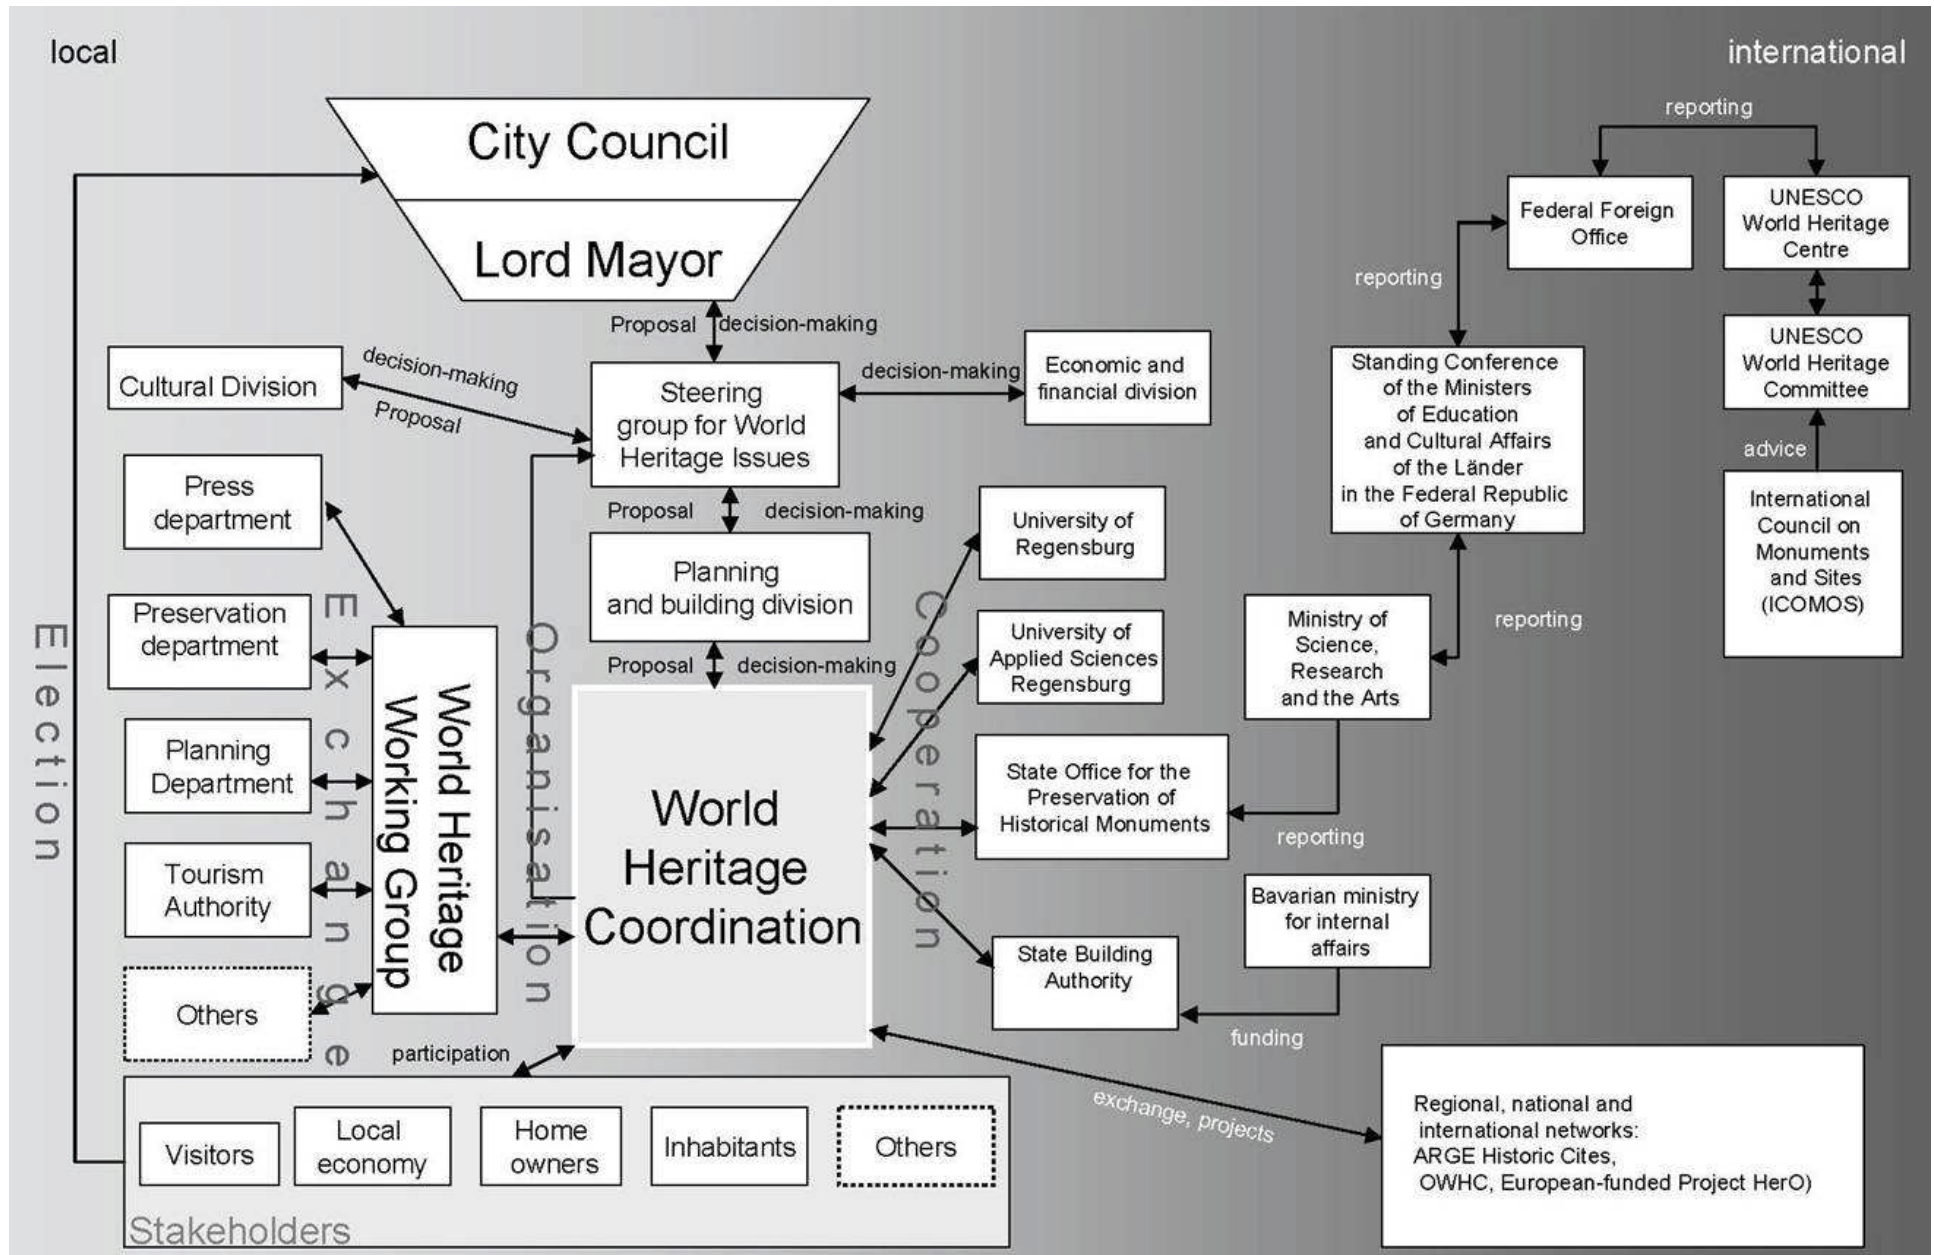 local
international
reporting
City Council
Lord Mayor
Federal Foreign
Office
UNESCO
World Heritage
Centre
reporting
Proposal
decision-making
Cultural Division
decision-making
Proposal
Steering
group for World
Heritage Issues
decision-making
Economic and
financial division
Standing Conference
of the Ministers
of Education
and Cultural Affairs
of the Länder
in the Federal Republic
of Germany
UNESCO
World Heritage
Committee
advice
Press
department
Proposal
decision-making
University of
Regensburg
International
Council on
Monuments
and Sites
(ICOMOS)
Planning
and building division
Preservation
department
Election
Exchange
Organisation
Cooperation
University of
Applied Sciences
Regensburg
Ministry of
Science,
Research
and the Arts
reporting
Proposal
decision-making
World Heritage
Working Group
Planning
Department
World
Heritage
Coordination
State Office for the
Preservation of
Historical Monuments
reporting
Tourism
Authority
Bavarian ministry
for internal
affairs
State Building
Authority
funding
Others
participation
exchange, projects
Regional, national and
international networks:
ARGE Historic Cites,
OWHC, European-funded Project HerO)
Visitors
Local
economy
Home
owners
Inhabitants
Others
Stakeholders